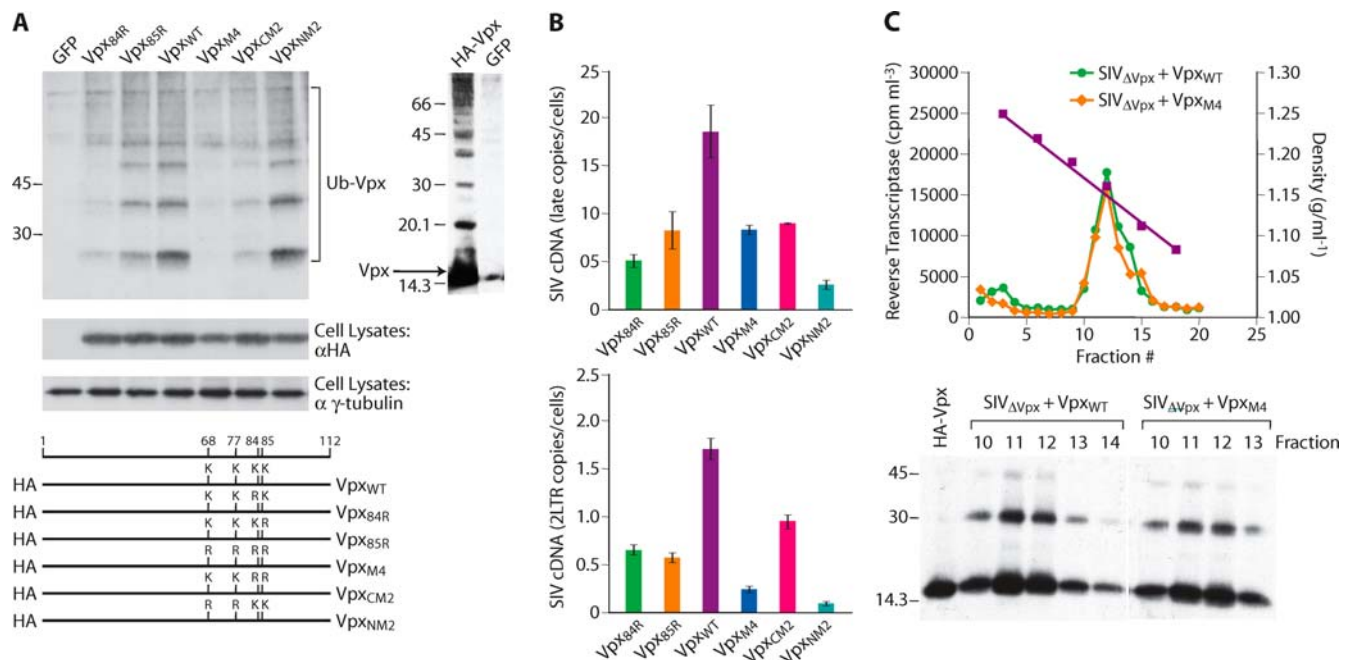 A
GFP
Vpx84R
Vpx85R
VpxWT
VpxM4
VpxCM2
VpxNM2
45
30
Ub-Vpx
HA-Vpx
GFP
66
45
30
20.1
Vpx
14.3
Cell Lysates:
αHA
Cell Lysates:
α γ-tubulin
1 68 77 84 85 112
K K K K
HA VpxWT
K K R K
HA Vpx84R
K K K R
HA Vpx85R
R R R R
HA VpxM4
K K R R
HA VpxCM2
R R K K
HA VpxNM2
B
SIV cDNA (late copies/cells)
25
20
15
10
5
0
Vpx84R
Vpx85R
VpxWT
VpxM4
VpxCM2
VpxNM2
SIV cDNA (2LTR copies/cells)
2.5
2.0
1.5
1.0
0.5
0
Vpx84R
Vpx85R
VpxWT
VpxM4
VpxCM2
VpxNM2
C
SIVΔVpx + VpxWT
SIVΔVpx + VpxM4
Reverse Transcriptase (cpm ml-3)
30000
25000
20000
15000
10000
5000
0
1.30
1.25
1.20
1.15
1.10
1.05
1.00
Density (g/ml-1)
0 5 10 15 20 25
Fraction #
HA-Vpx
SIVΔVpx + VpxWT
SIVΔVpx + VpxM4
10 11 12 13 14
10 11 12 13
Fraction
45
30
14.3